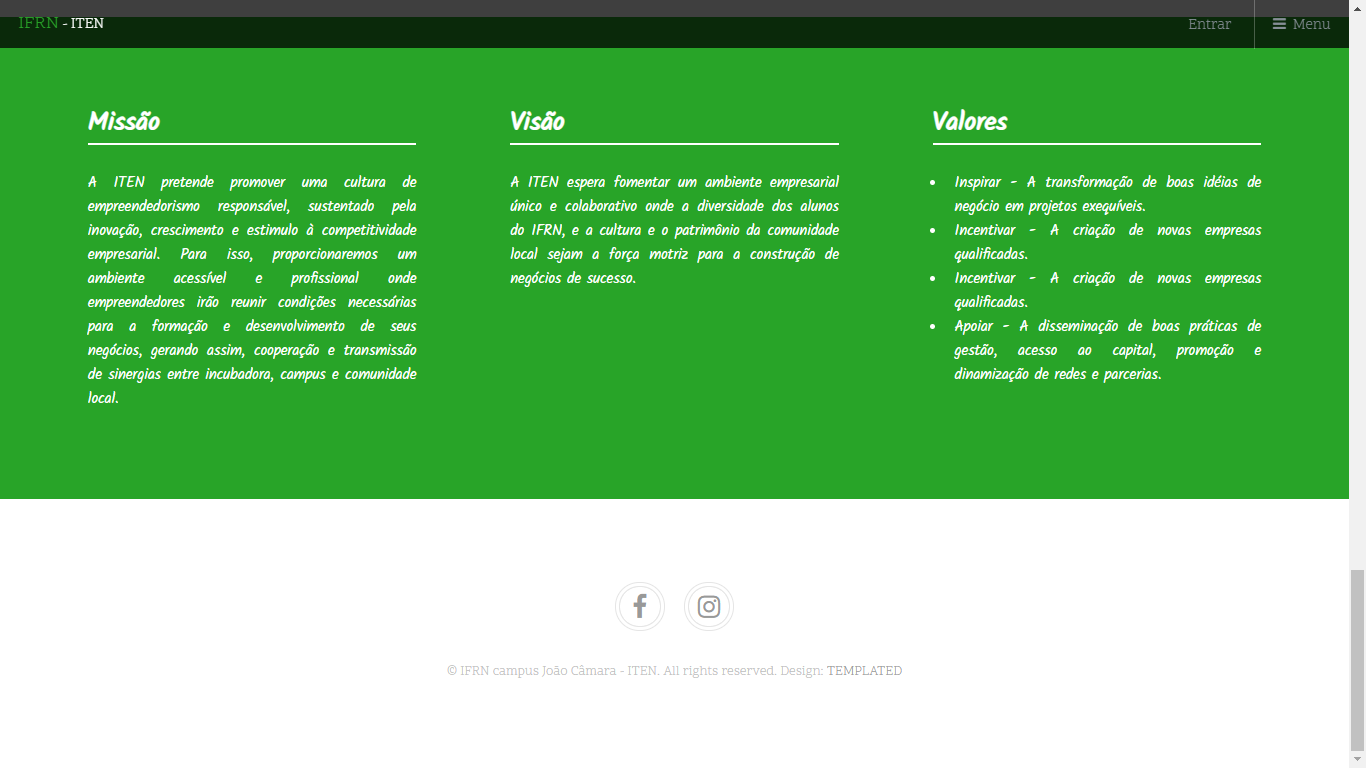 IFRN - ITEN
Entrar
Menu
Missão
A ITEN pretende promover uma cultura de
empreendedorismo responsável, sustentado pela
inovação, crescimento e estimulo à competitividade
empresarial. Para isso, proporcionaremos um
ambiente acessível e profissional onde
empreendedores irão reunir condições necessárias
para a formação e desenvolvimento de seus
negócios, gerando assim, cooperação e transmissão
de sinergias entre incubadora, campus e comunidade
local.
Visão
A ITEN espera fomentar um ambiente empresarial
único e colaborativo onde a diversidade dos alunos
do IFRN, e a cultura e o patrimônio da comunidade
local sejam a força motriz para a construção de
negócios de sucesso.
Valores
• Inspirar - A transformação de boas idéias de
negócio em projetos exequíveis.
• Incentivar - A criação de novas empresas
qualificadas.
• Incentivar - A criação de novas empresas
qualificadas.
• Apoiar - A disseminação de boas práticas de
gestão, acesso ao capital, promoção e
dinamização de redes e parcerias.
© IFRN campus João Câmara - ITEN. All rights reserved. Design: TEMPLATED